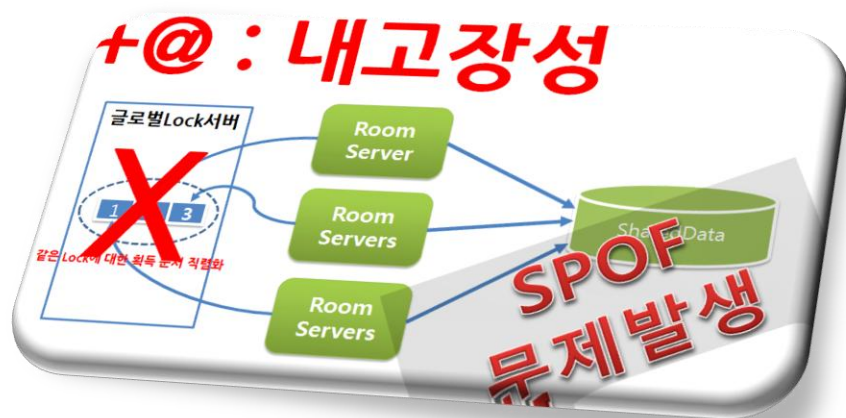 +@ : 내고장성
글로벌Lock서버
1
3
같은 Lock에 대한 획득 문서 직렬화
Room
Server
Room
Servers
Room
Servers
SharedData
SPOF
문제발생